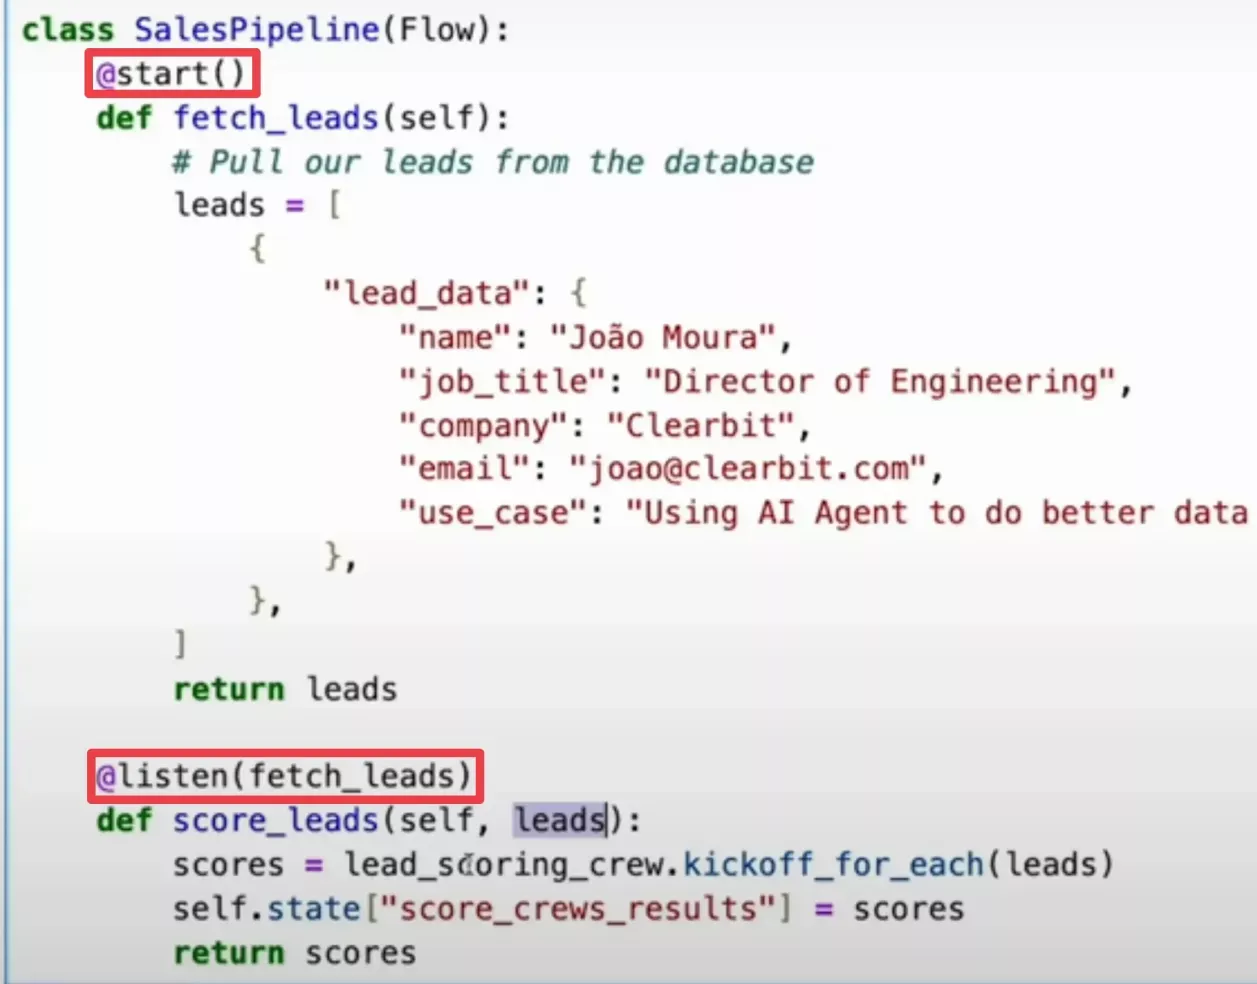 class SalesPipeline(Flow):
@start()
def fetch_leads(self):
# Pull our leads from the database
leads = [
{
"lead_data": {
"name": "João Moura",
"job_title": "Director of Engineering",
"company": "Clearbit",
"email": "joao@clearbit.com",
"use_case": "Using AI Agent to do better data
},
},
]
return leads
@listen(fetch_leads)
def score_leads(self, leads):
scores = lead_scoring_crew.kickoff_for_each(leads)
self.state["score_crews_results"] = scores
return scores